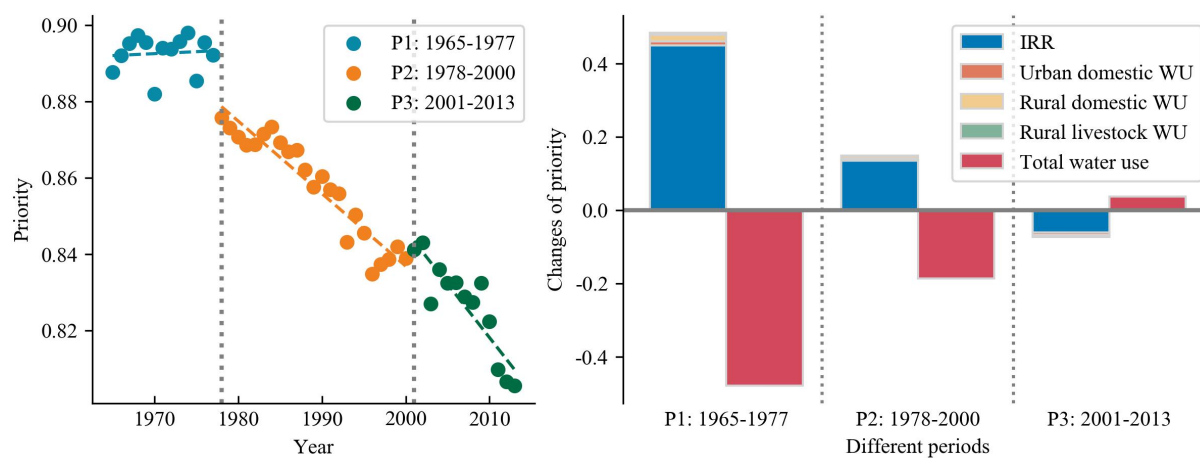 0.90
0.88
0.86
0.84
0.82
Priority
1970
1980
1990
2000
2010
Year
P1: 1965-1977
P2: 1978-2000
P3: 2001-2013
0.4
0.2
0.0
-0.2
-0.4
Changes of priority
IRR
Urban domestic WU
Rural domestic WU
Rural livestock WU
Total water use
P1: 1965-1977
P2: 1978-2000
P3: 2001-2013
Different periods